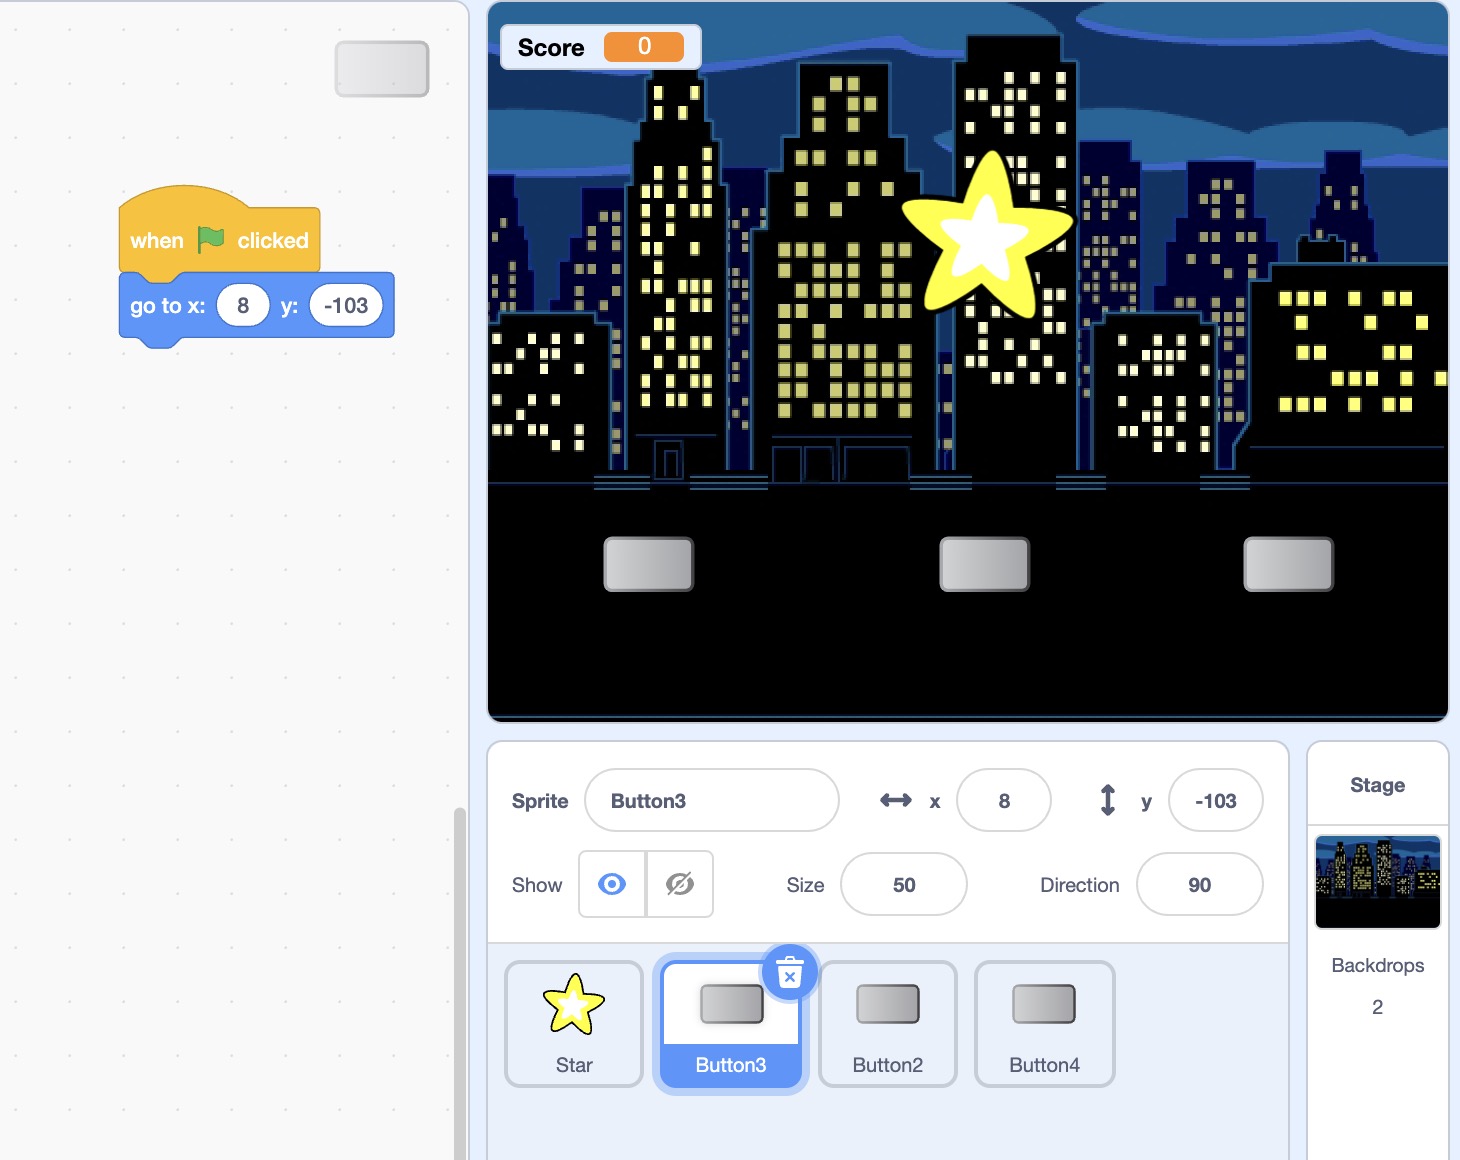 Score 0
when clicked
go to x: 8 y: -103
Sprite Button3 x 8 y -103
Show Size 50 Direction 90
Star Button3 Button2 Button4
Stage
Backdrops
2